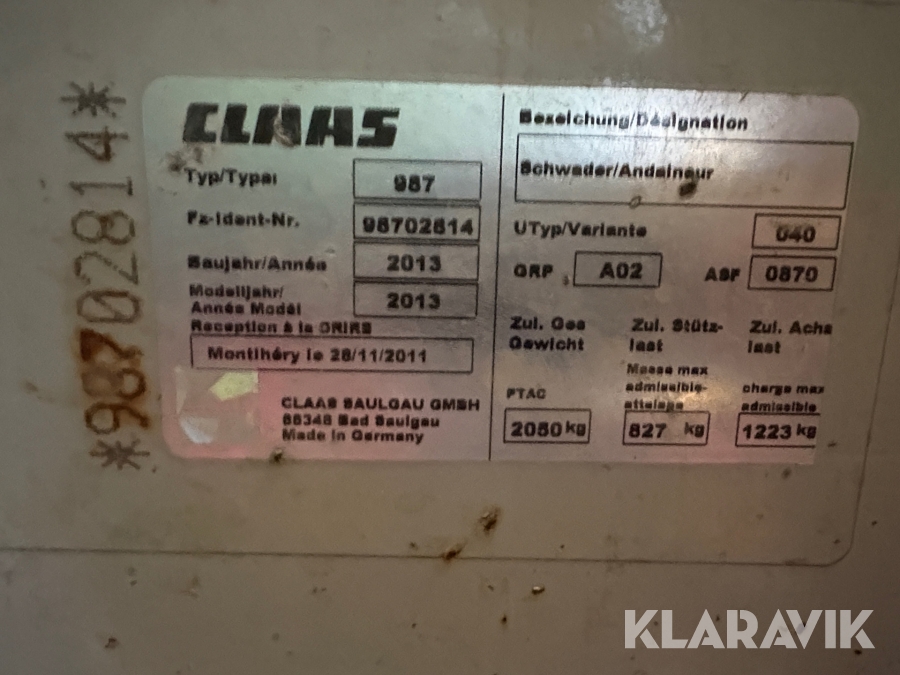 *98702814*
CLAAS
Typ/Type:
987
Fz-Ident-Nr.
98702814
Baujahr/Année
2013
Modelljahr/
Année Modél
2013
Reception à la DRIRE
Montlhéry le 28/11/2011
CLAAS SAULGAU GMBH
88348 Bad Saulgau
Made in Germany
Bezeichung/Désignation
Schwader/Andaineur
UTyp/Variante
040
GRP
A02
ASF
0870
Zul. Ges
Gewicht
Zul. Stütz-
last
Zul. Achs
last
PTAC
Masse max
admissible-
attelage
charge max
admissible
2050 kg
827 kg
1223 kg
KLARAVIK